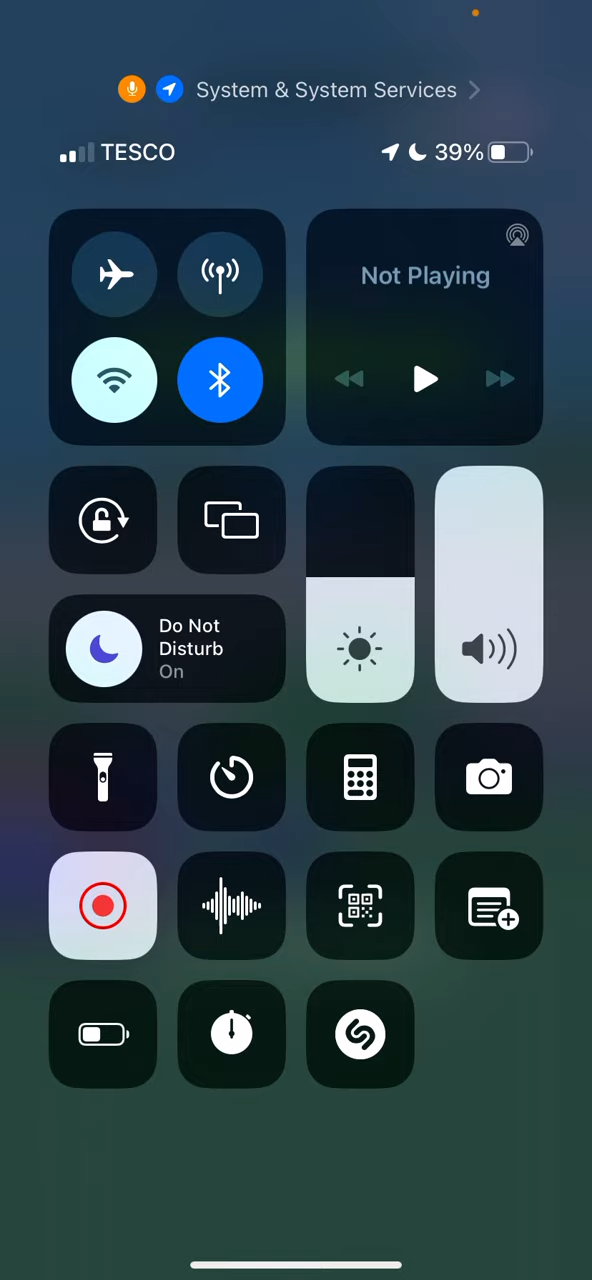 System & System Services
TESCO 39%
Not Playing
Do Not
Disturb
On